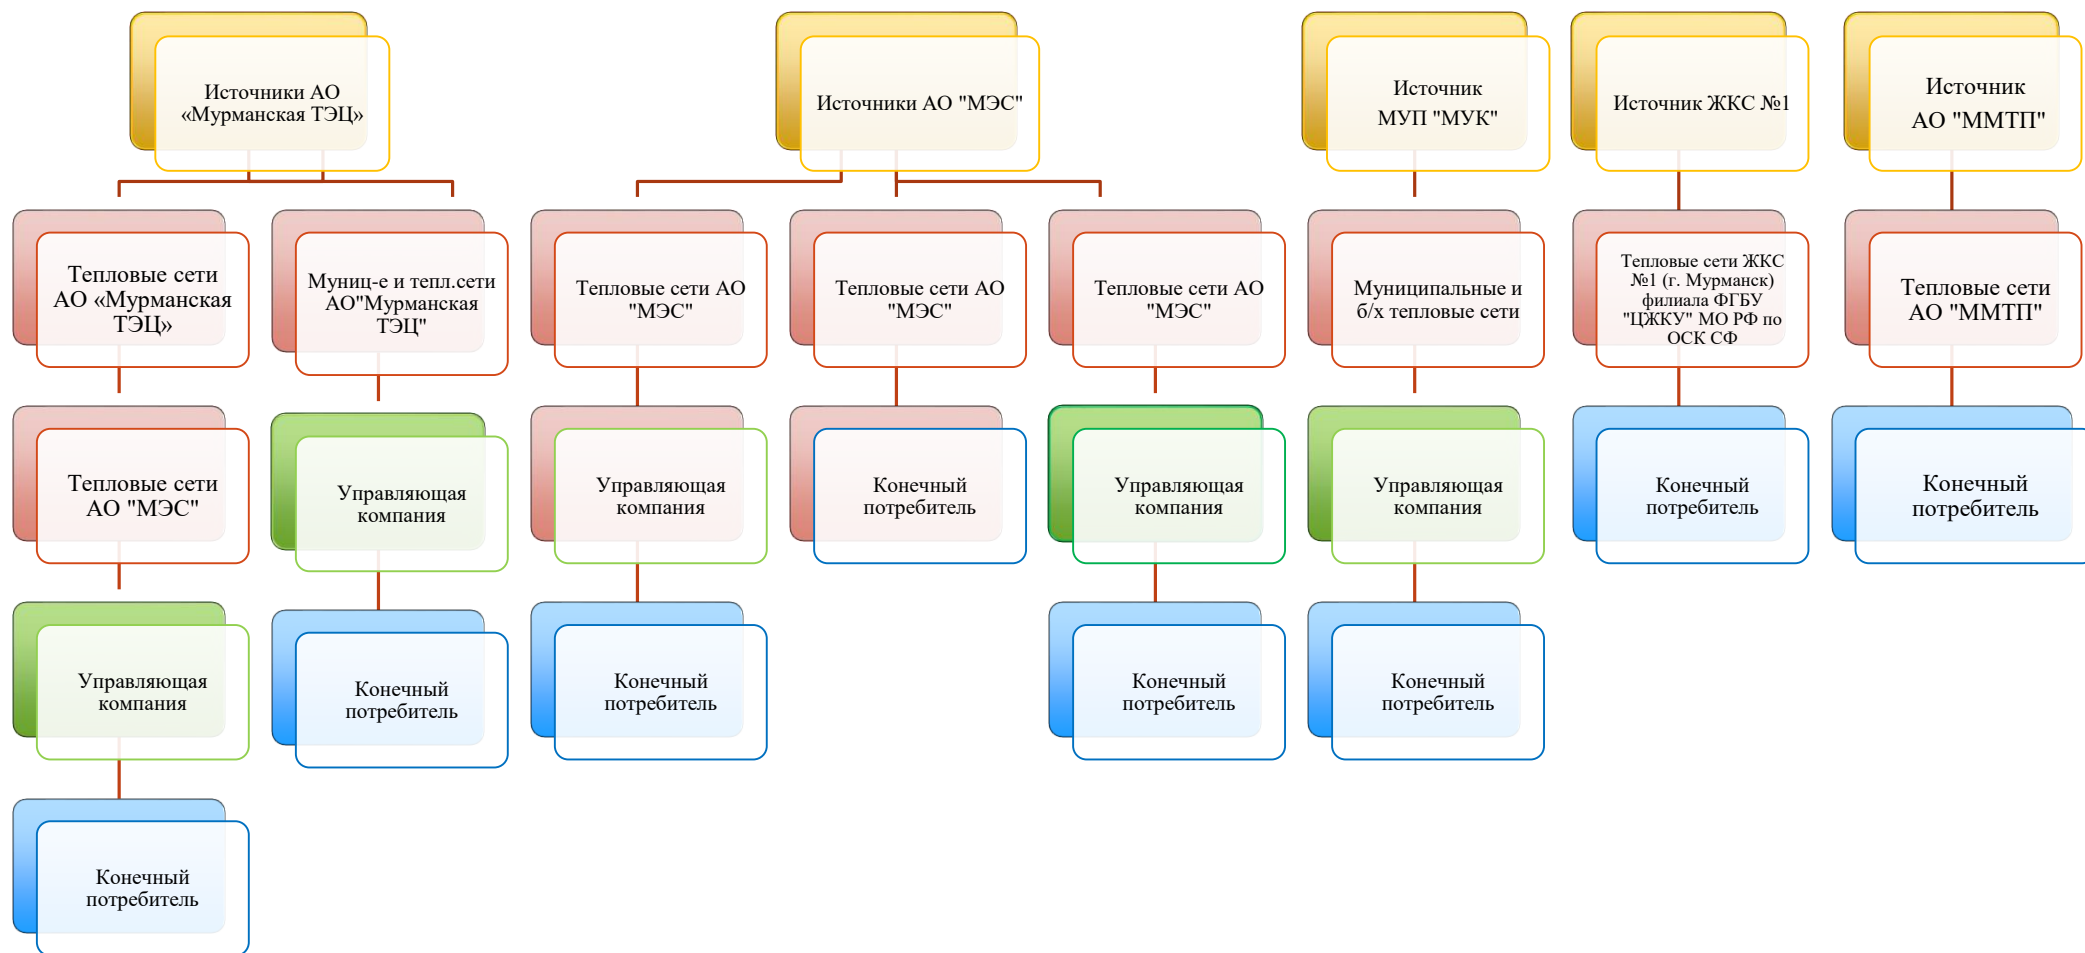 Источники АО
«Мурманская ТЭЦ»
Источники АО "МЭС"
Источник
МУП "МУК"
Источник ЖКС №1
Источник
АО "ММТП"
Тепловые сети
АО «Мурманская
ТЭЦ»
Муниц-е и тепл.сети
АО"Мурманская
ТЭЦ"
Тепловые сети АО
"МЭС"
Тепловые сети АО
"МЭС"
Тепловые сети АО
"МЭС"
Муниципальные и
б/х тепловые сети
Тепловые сети ЖКС
№1 (г. Мурманск)
филиала ФГБУ
"ЦЖКУ" МО РФ по
ОСК СФ
Тепловые сети
АО "ММТП"
Тепловые сети
АО "МЭС"
Управляющая
компания
Управляющая
компания
Конечный
потребитель
Управляющая
компания
Управляющая
компания
Конечный
потребитель
Конечный
потребитель
Управляющая
компания
Конечный
потребитель
Конечный
потребитель
Конечный
потребитель
Конечный
потребитель
Конечный
потребитель